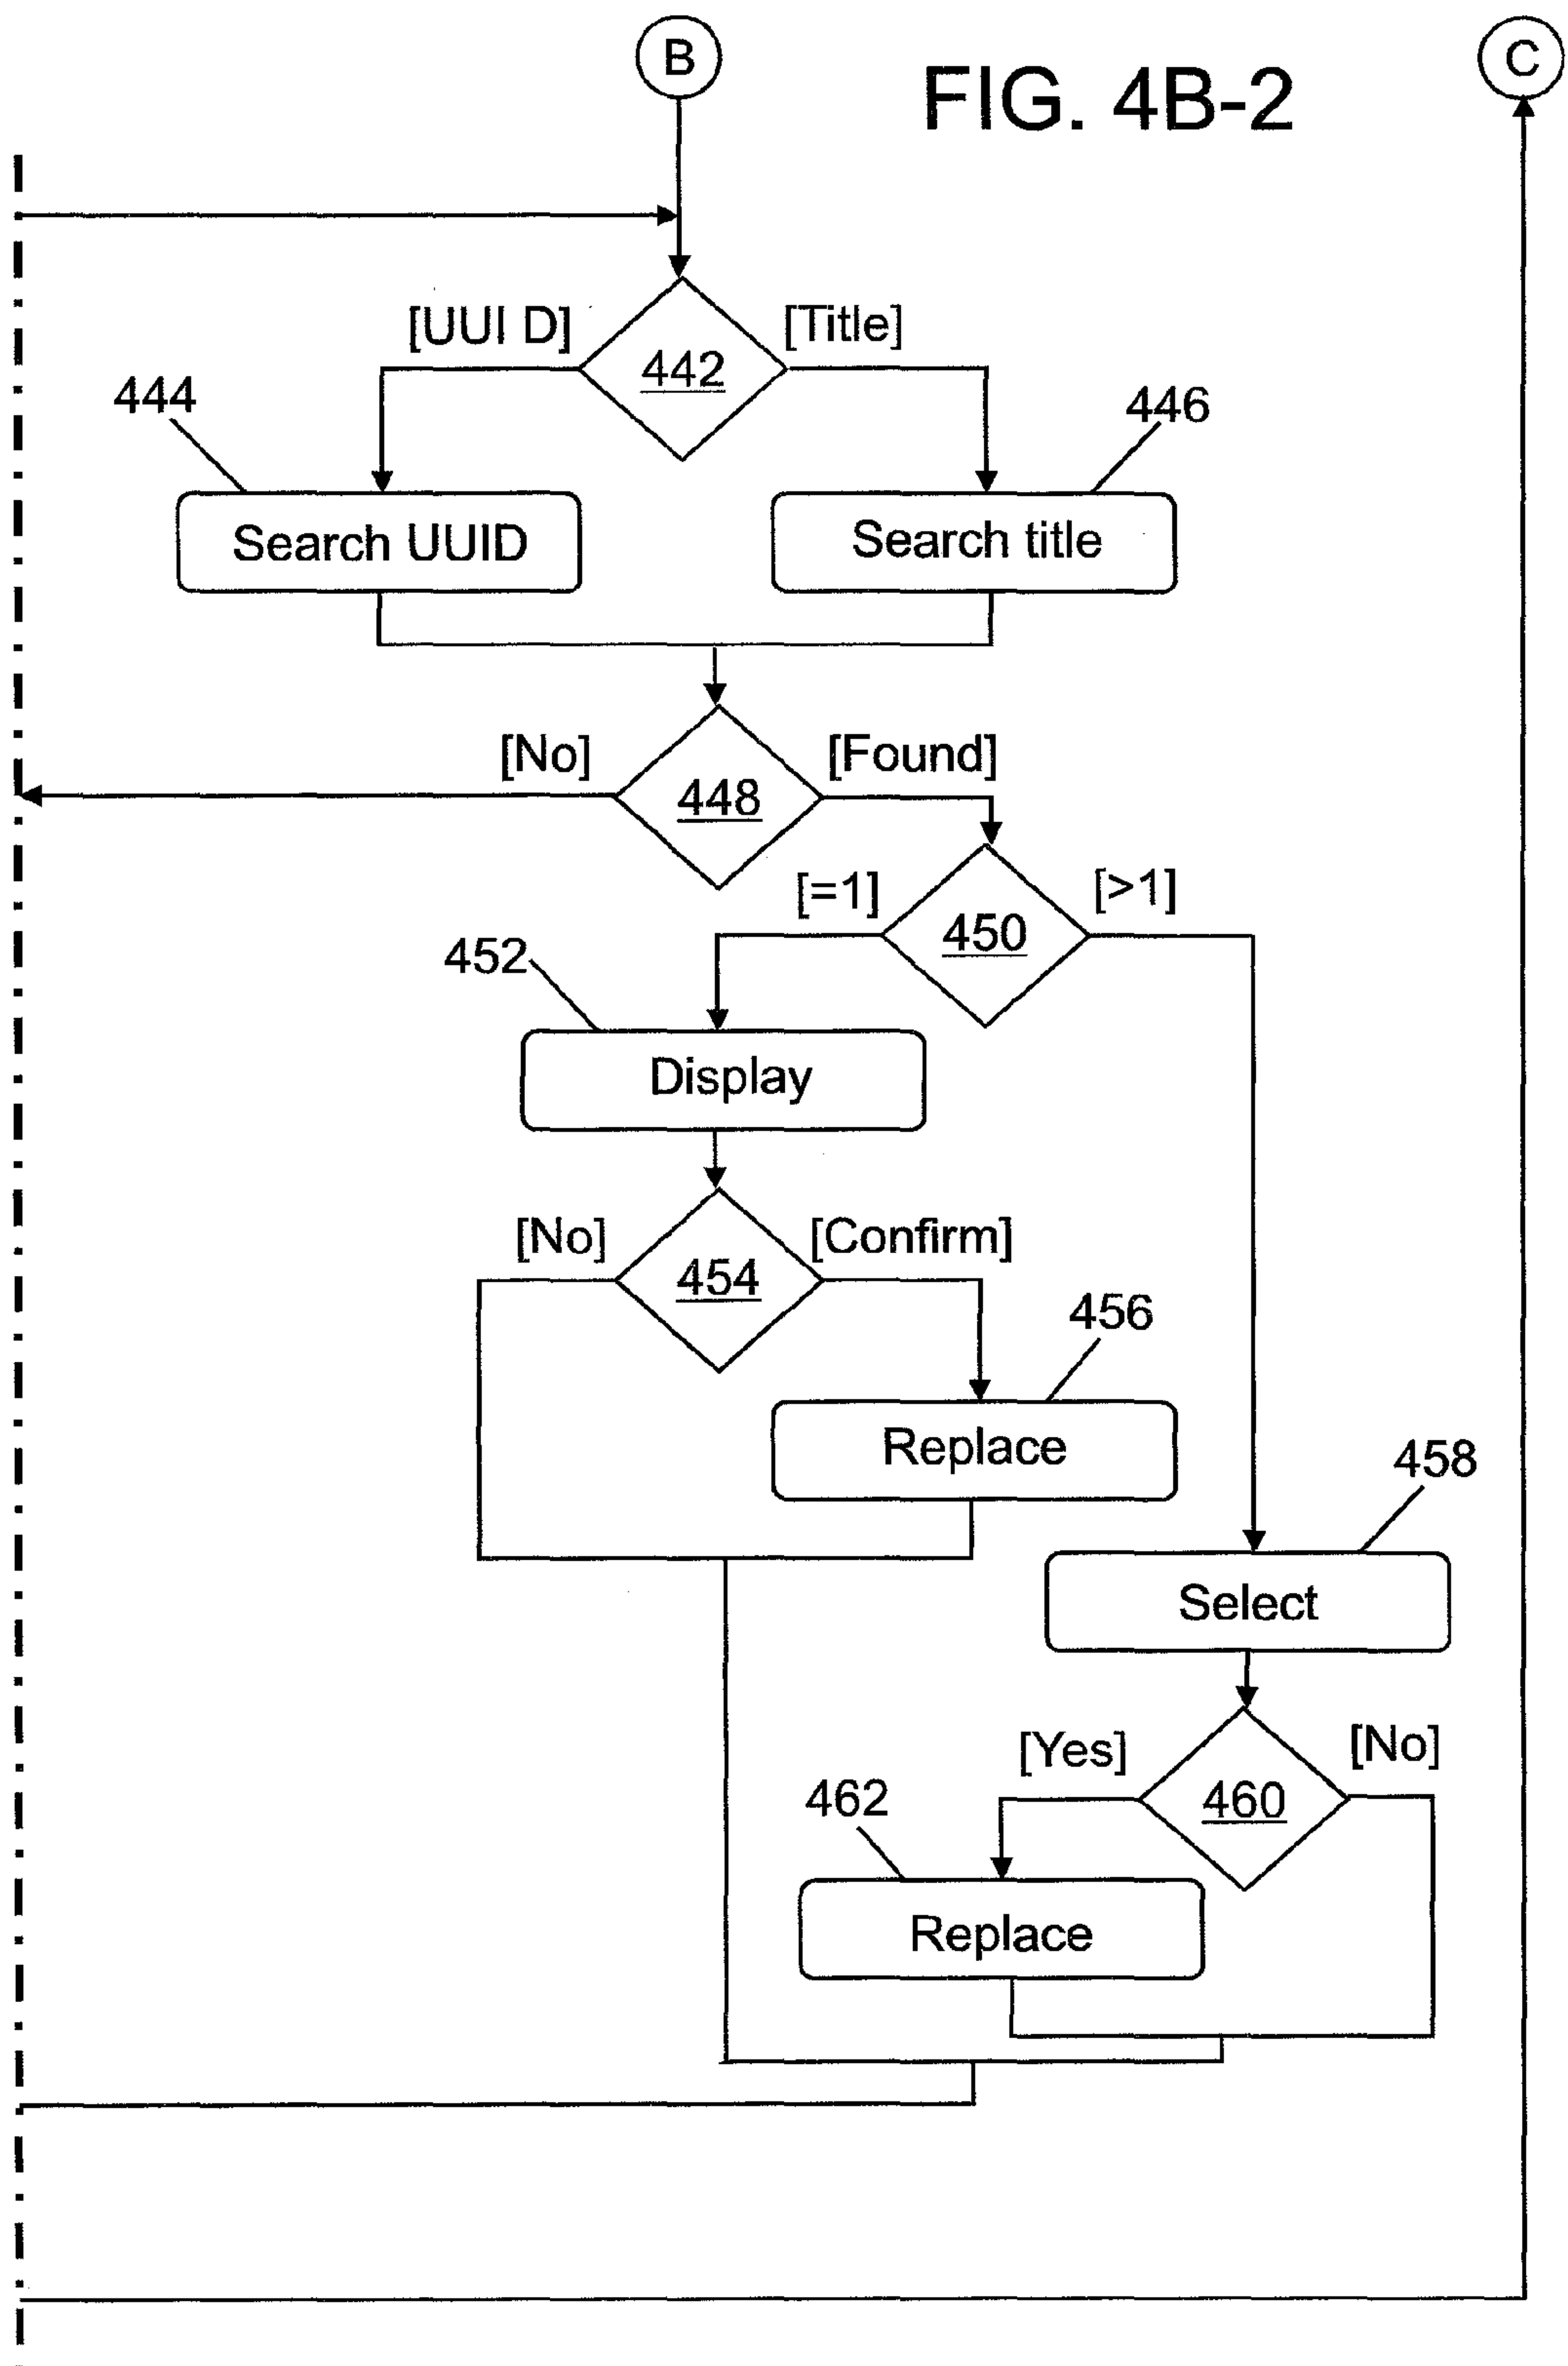 B
FIG. 4B-2
C
[UUI D]
[Title]
442
444
446
Search UUID
Search title
[No]
[Found]
448
[=1]
[>1]
450
452
Display
[No]
[Confirm]
454
456
Replace
458
Select
[Yes]
[No]
460
462
Replace